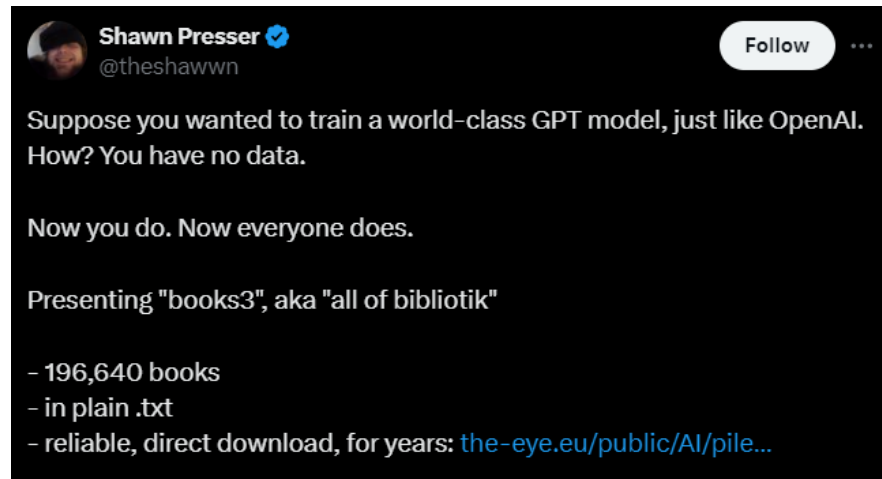 Shawn Presser
@theshawwn
Follow
Suppose you wanted to train a world-class GPT model, just like OpenAI.
How? You have no data.
Now you do. Now everyone does.
Presenting "books3", aka "all of bibliotik"
- 196,640 books
- in plain .txt
- reliable, direct download, for years: the-eye.eu/public/AI/pile...